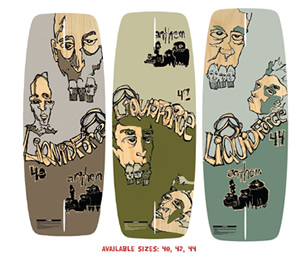 anthem
42
LIQUIDFORCE
LIQUIDFORCE
LIQUIDFORCE
44
40
anthem
anthem
AVAILABLE SIZES: 40, 42, 44